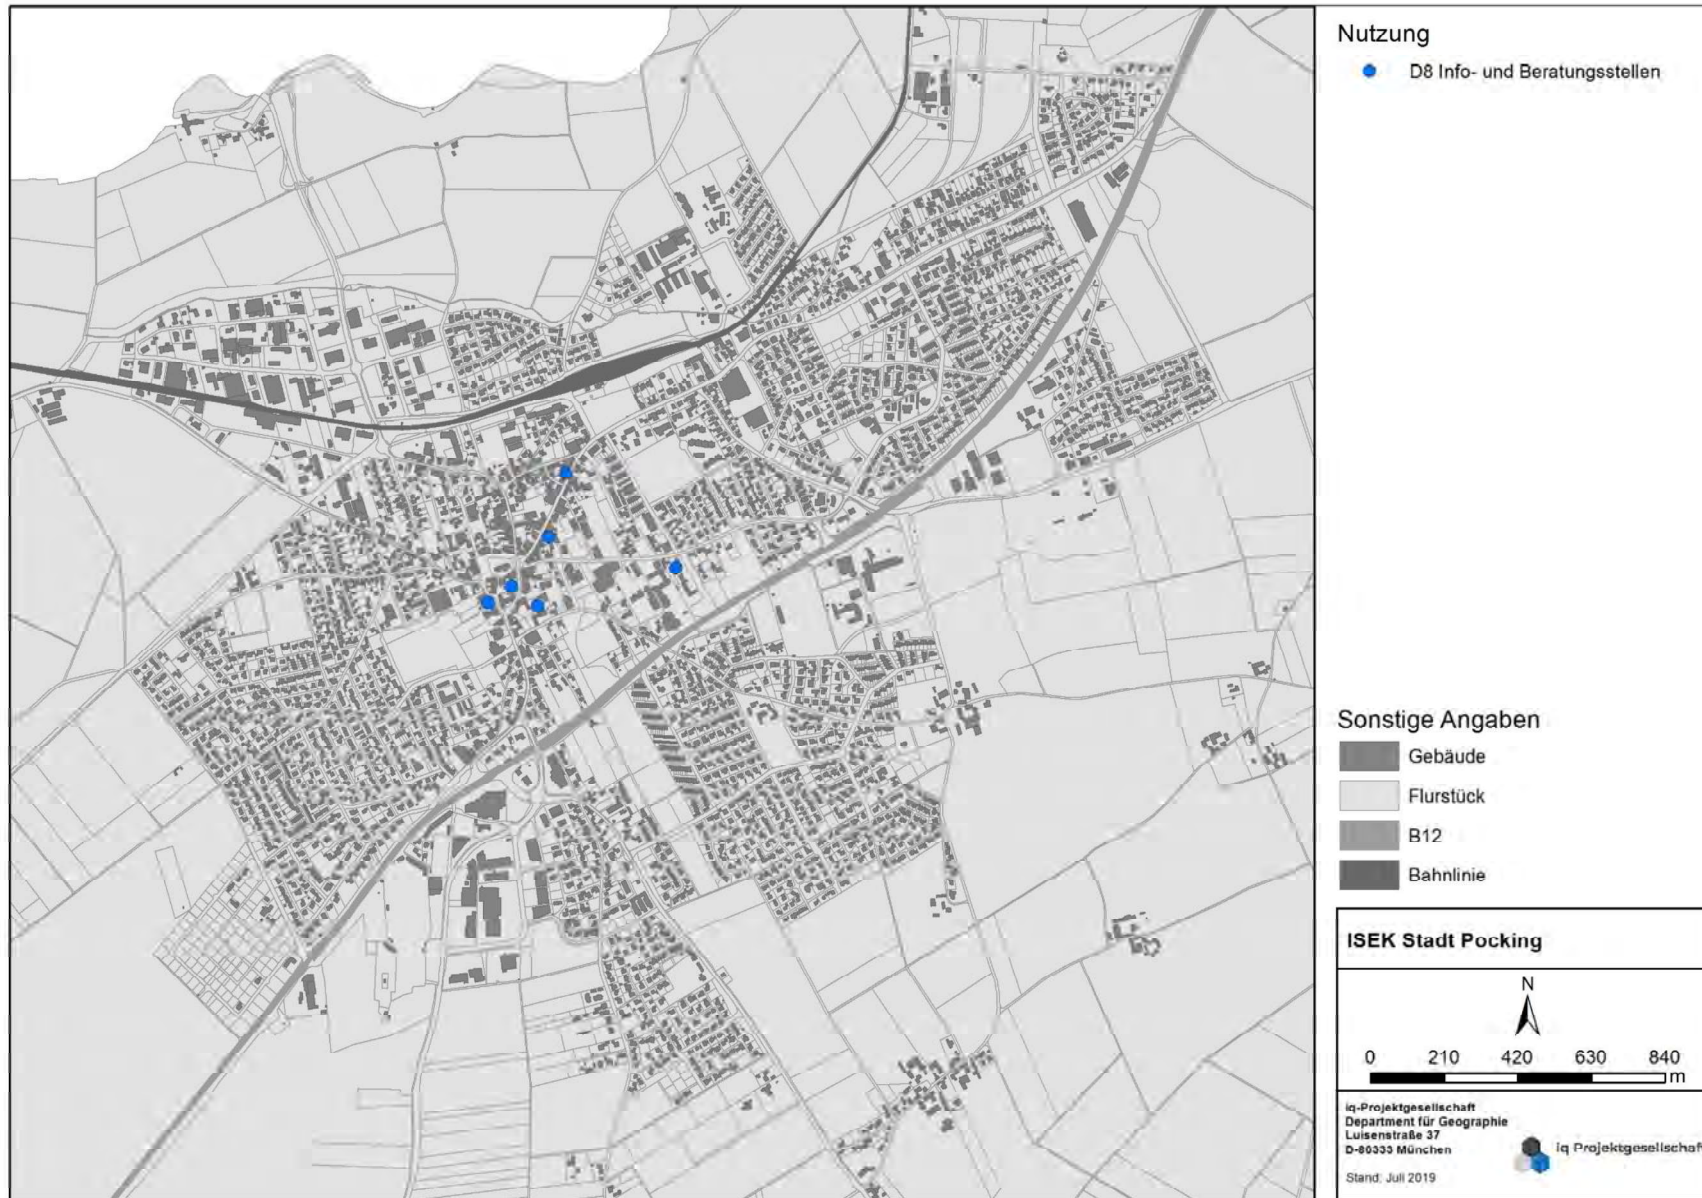 Nutzung
D8 Info- und Beratungsstellen
Sonstige Angaben
Gebäude
Flurstück
B12
Bahnlinie
ISEK Stadt Pocking
N
0 210 420 630 840
m
iq-Projektgesellschaft
Department für Geographie
Luisenstraße 37
D-80333 München
iq Projektgesellschaft
Stand: Juli 2019